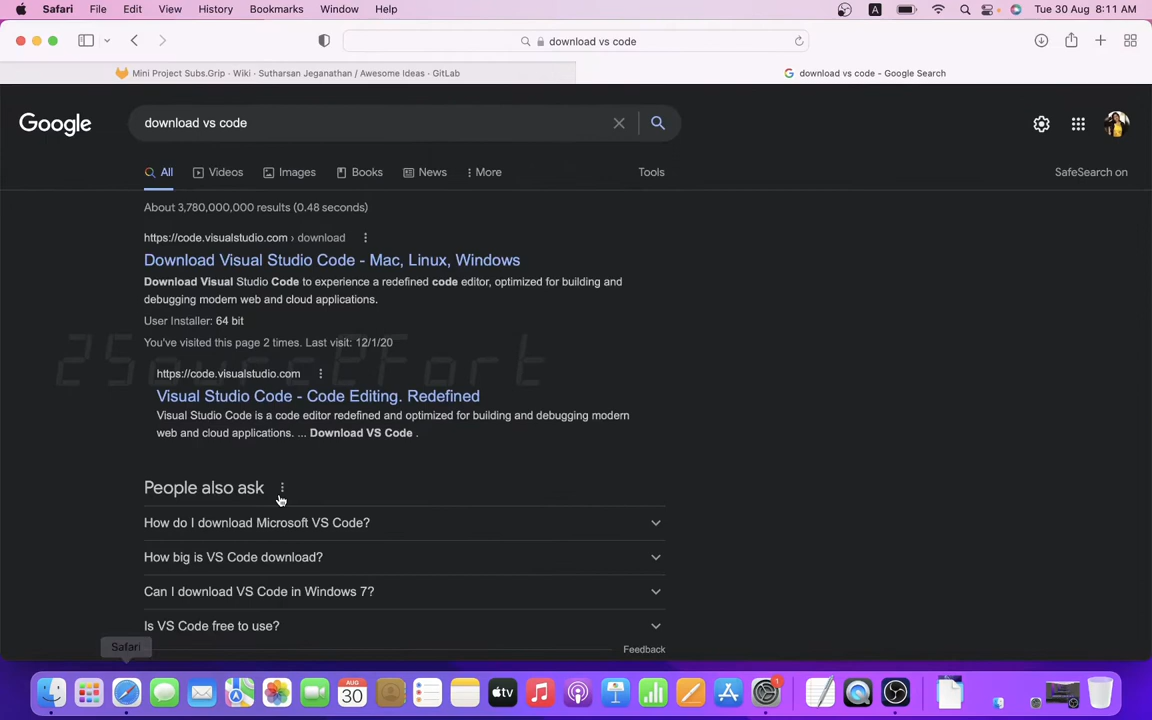 Safari File Edit View History Bookmarks Window Help A Tue 30 Aug 8:11 AM
download vs code
Mini Project Subs.Grip · Wiki · Sutharsan Jeganathan / Awesome Ideas · GitLab
download vs code - Google Search
Google download vs code
All Videos Images Books News More Tools SafeSearch on
About 3,780,000,000 results (0.48 seconds)
https://code.visualstudio.com › download
Download Visual Studio Code - Mac, Linux, Windows
Download Visual Studio Code to experience a redefined code editor, optimized for building and
debugging modern web and cloud applications.
User Installer: 64 bit
You've visited this page 2 times. Last visit: 12/1/20
https://code.visualstudio.com
Visual Studio Code - Code Editing. Redefined
Visual Studio Code is a code editor redefined and optimized for building and debugging modern
web and cloud applications. ... Download VS Code .
People also ask
How do I download Microsoft VS Code?
How big is VS Code download?
Can I download VS Code in Windows 7?
Is VS Code free to use?
Feedback
Safari
AUG
30
tv
1